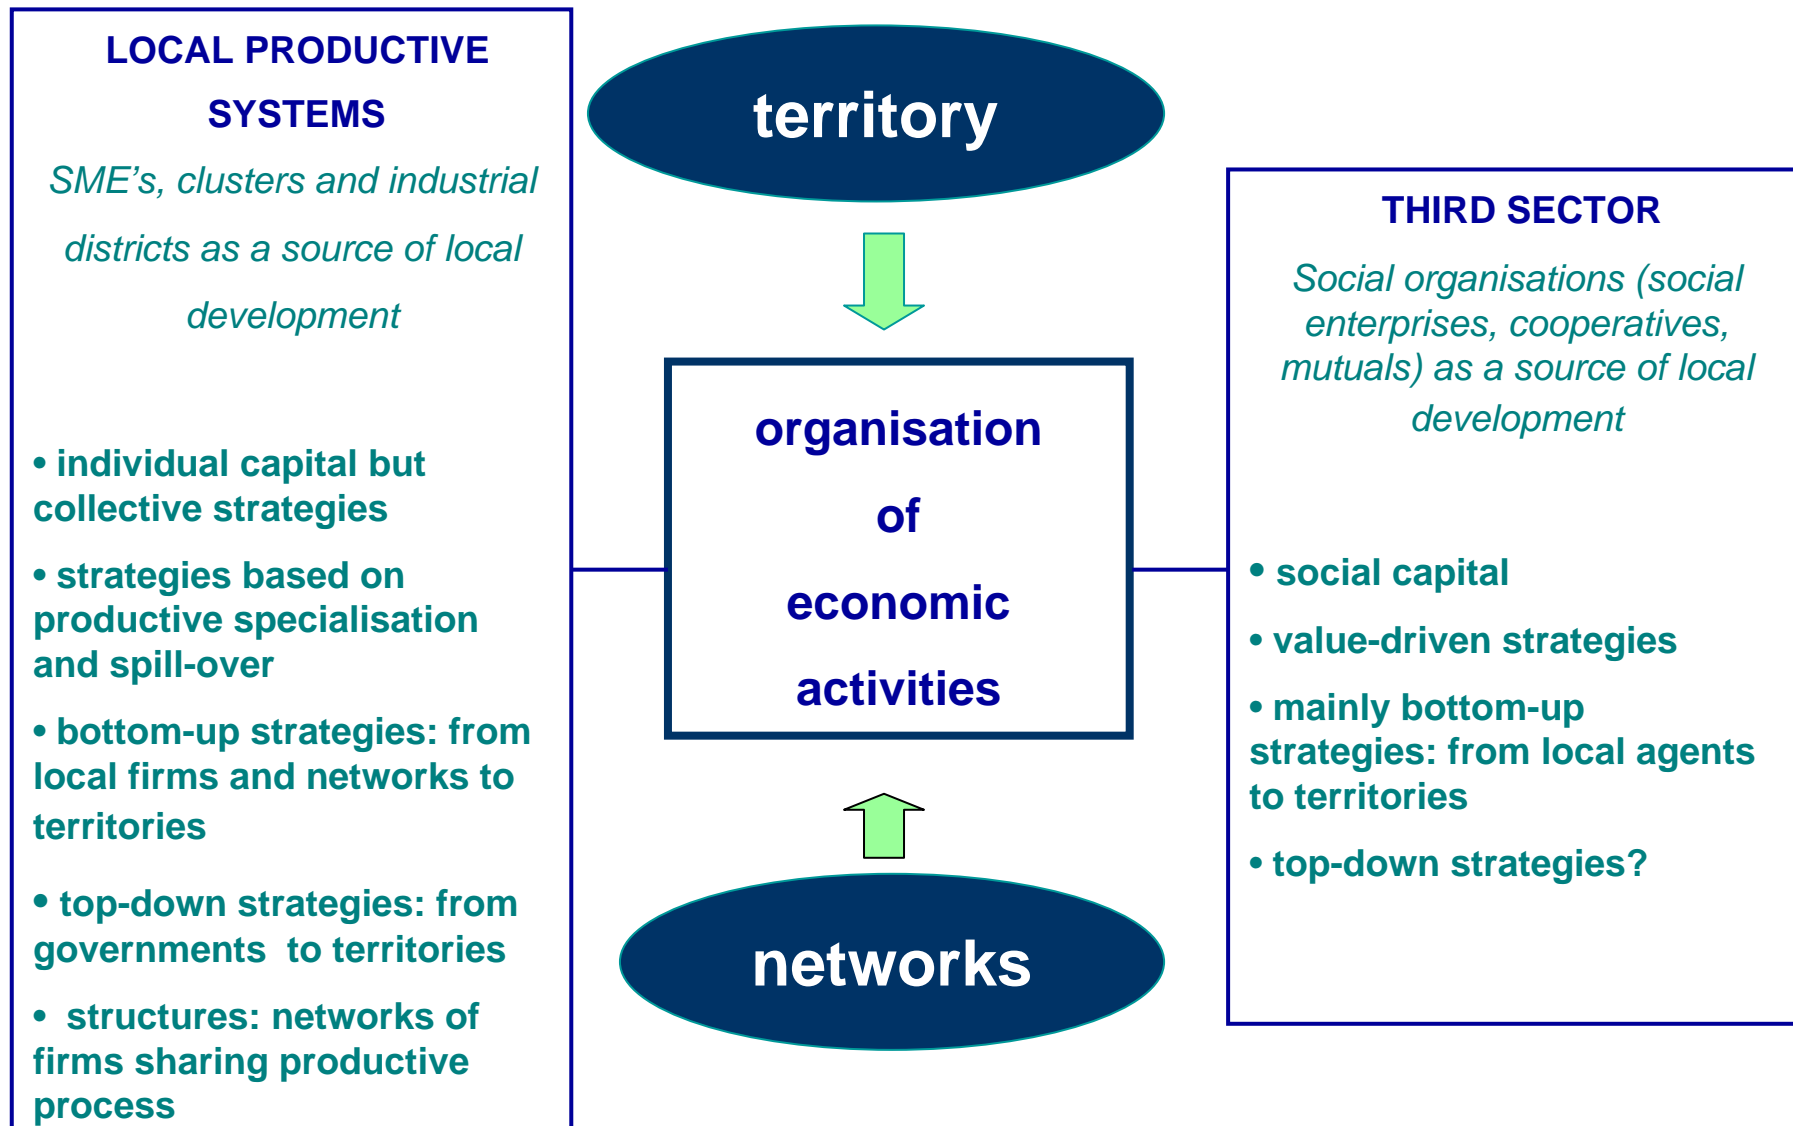 LOCAL PRODUCTIVE
SYSTEMS
SME’s, clusters and industrial
districts as a source of local
development
• individual capital but
collective strategies
• strategies based on
productive specialisation
and spill-over
• bottom-up strategies: from
local firms and networks to
territories
• top-down strategies: from
governments  to territories
•  structures: networks of
firms sharing productive
process
territory
organisation
of
economic
activities
networks
THIRD SECTOR
Social organisations (social
enterprises, cooperatives,
mutuals) as a source of local
development
• social capital
• value-driven strategies
• mainly bottom-up
strategies: from local agents
to territories
• top-down strategies?